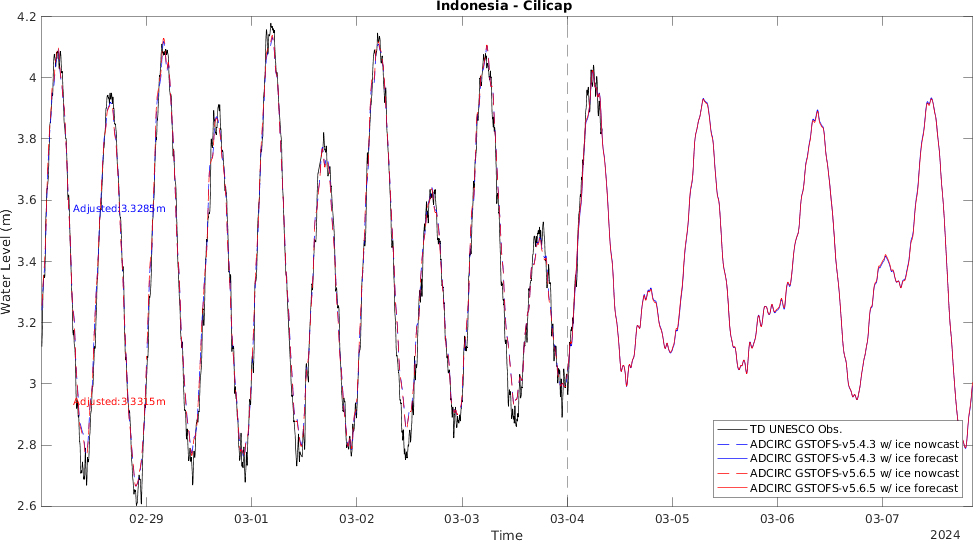 Indonesia - Cilicap
4.2
4
3.8
3.6
3.4
3.2
3
2.8
2.6
Water Level (m)
Adjusted:3.3285m
Adjusted:3.3315m
TD UNESCO Obs.
ADCIRC GSTOFS-v5.4.3 w/ ice nowcast
ADCIRC GSTOFS-v5.4.3 w/ ice forecast
ADCIRC GSTOFS-v5.6.5 w/ ice nowcast
ADCIRC GSTOFS-v5.6.5 w/ ice forecast
02-29 03-01 03-02 03-03 03-04 03-05 03-06 03-07
Time
2024